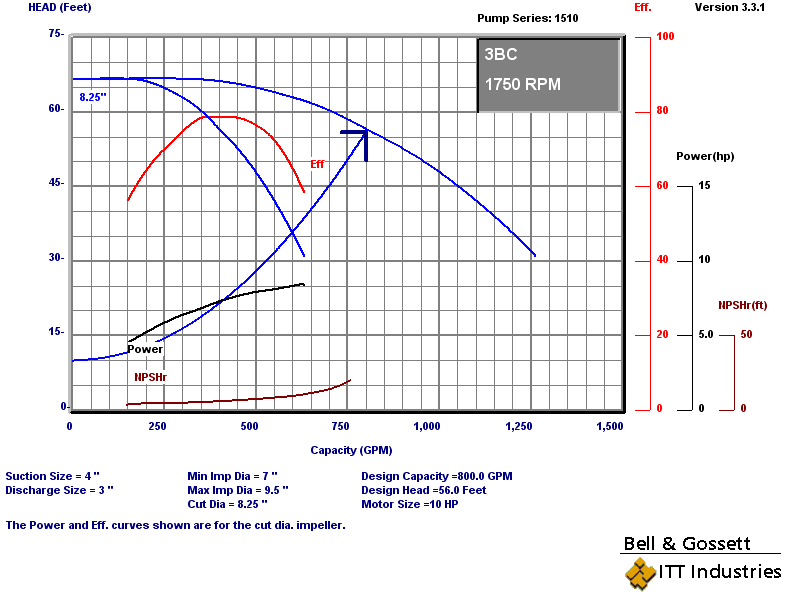 HEAD (Feet)
Pump Series: 1510
Eff.
Version 3.3.1
75-
60-
45-
30-
15-
0-
8.25"
3BC
1750 RPM
Eff
Power
NPSHr
100
80
60
40
20
0
Power(hp)
15
10
5.0
0
NPSHr(ft)
50
0
0
250
500
750
1,000
1,250
1,500
Capacity (GPM)
Suction Size = 4 "
Discharge Size = 3 "
Min Imp Dia = 7 "
Max Imp Dia = 9.5 "
Cut Dia = 8.25 "
Design Capacity =800.0 GPM
Design Head =56.0 Feet
Motor Size =10 HP
The Power and Eff. curves shown are for the cut dia. impeller.
Bell & Gossett
ITT Industries